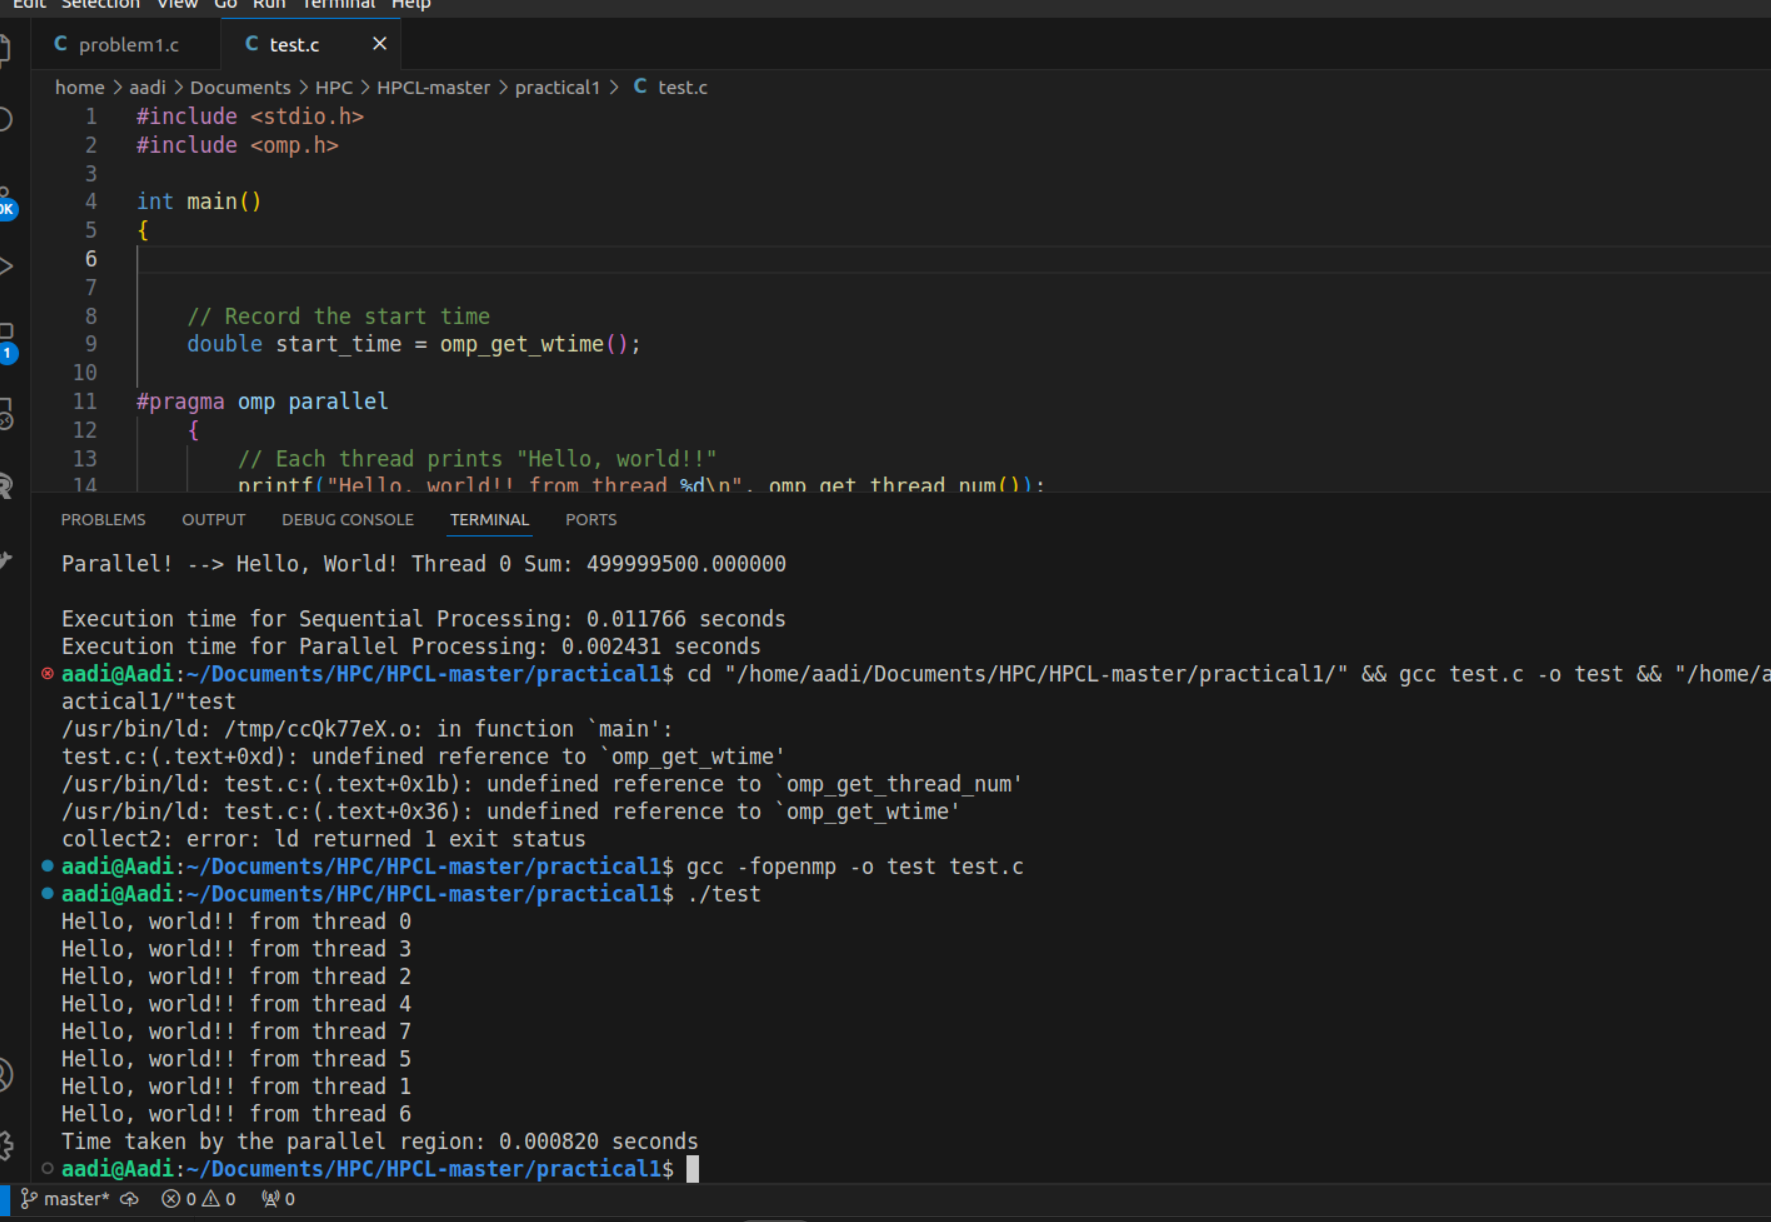 Edit Selection View Go Run Terminal Help
C problem1.c C test.c ×
home > aadi > Documents > HPC > HPCL-master > practical1 > C test.c
1 #include <stdio.h>
2 #include <omp.h>
3
4 int main()
5 {
6
7
8 // Record the start time
9 double start_time = omp_get_wtime();
10
11 #pragma omp parallel
12 {
13 // Each thread prints "Hello, world!!"
14 printf("Hello, world!! from thread %d\n", omp_get_thread_num());
PROBLEMS OUTPUT DEBUG CONSOLE TERMINAL PORTS
Parallel! --> Hello, World! Thread 0 Sum: 499999500.000000
Execution time for Sequential Processing: 0.011766 seconds
Execution time for Parallel Processing: 0.002431 seconds
aadi@Aadi:~/Documents/HPC/HPCL-master/practical1$ cd "/home/aadi/Documents/HPC/HPCL-master/practical1/" && gcc test.c -o test && "/home/a
actical1/"test
/usr/bin/ld: /tmp/ccQk77eX.o: in function `main':
test.c:(.text+0xd): undefined reference to `omp_get_wtime'
/usr/bin/ld: test.c:(.text+0x1b): undefined reference to `omp_get_thread_num'
/usr/bin/ld: test.c:(.text+0x36): undefined reference to `omp_get_wtime'
collect2: error: ld returned 1 exit status
aadi@Aadi:~/Documents/HPC/HPCL-master/practical1$ gcc -fopenmp -o test test.c
aadi@Aadi:~/Documents/HPC/HPCL-master/practical1$ ./test
Hello, world!! from thread 0
Hello, world!! from thread 3
Hello, world!! from thread 2
Hello, world!! from thread 4
Hello, world!! from thread 7
Hello, world!! from thread 5
Hello, world!! from thread 1
Hello, world!! from thread 6
Time taken by the parallel region: 0.000820 seconds
aadi@Aadi:~/Documents/HPC/HPCL-master/practical1$
master* 0 0 0